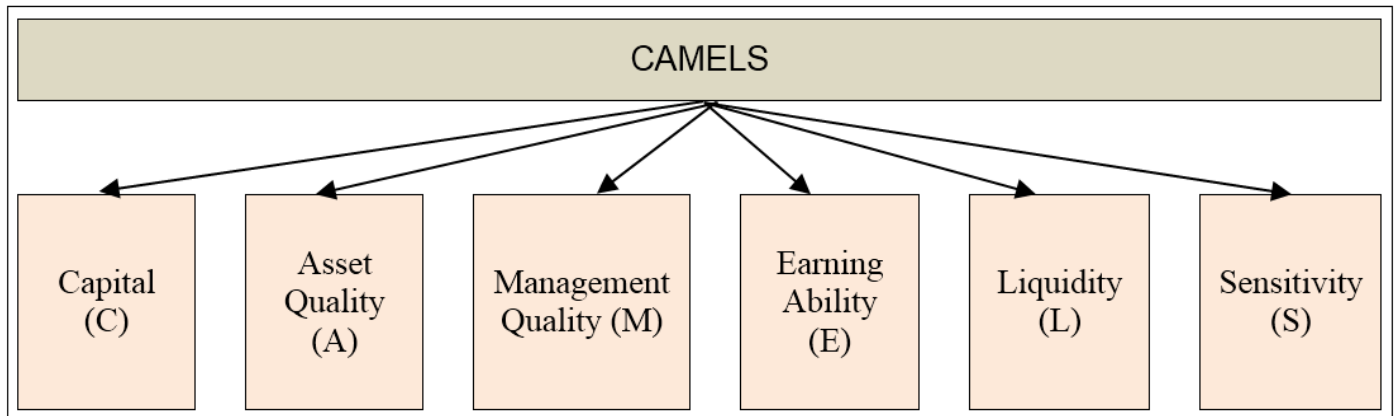 CAMELS
Capital
(C)
Asset
Quality
(A)
Management
Quality (M)
Earning
Ability
(E)
Liquidity
(L)
Sensitivity
(S)